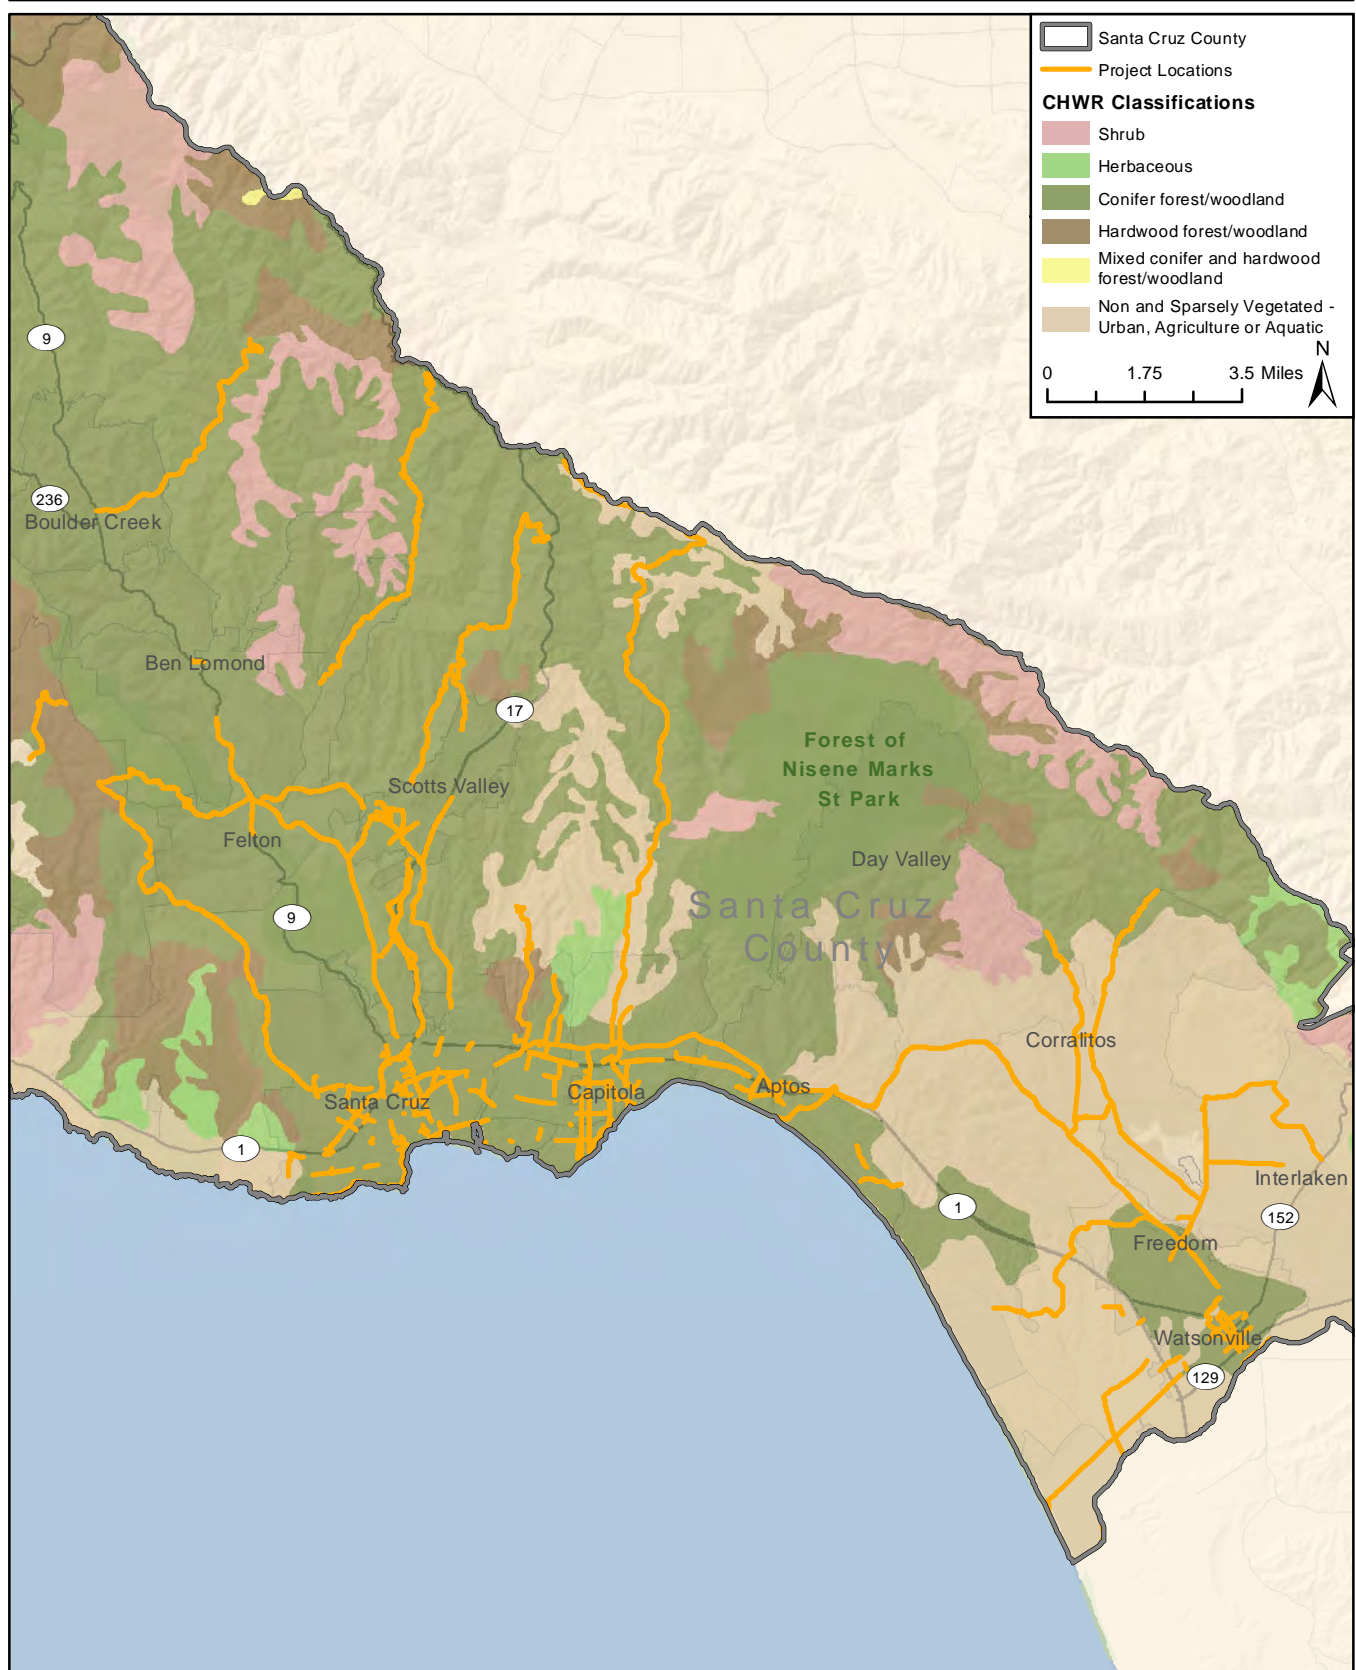 Santa Cruz County
Project Locations
CHWR Classifications
Shrub
Herbaceous
Conifer forest/woodland
Hardwood forest/woodland
Mixed conifer and hardwood
forest/woodland
Non and Sparsely Vegetated -
Urban, Agriculture or Aquatic
N
0 1.75 3.5 Miles
9
236
Boulder Creek
Ben Lomond
17
Forest of
Nisene Marks
St Park
Scotts Valley
Felton
Day Valley
9
Santa Cruz
County
Corralitos
Santa Cruz
Capitola
Aptos
1
Interlaken
1
152
Freedom
Watsonville
129